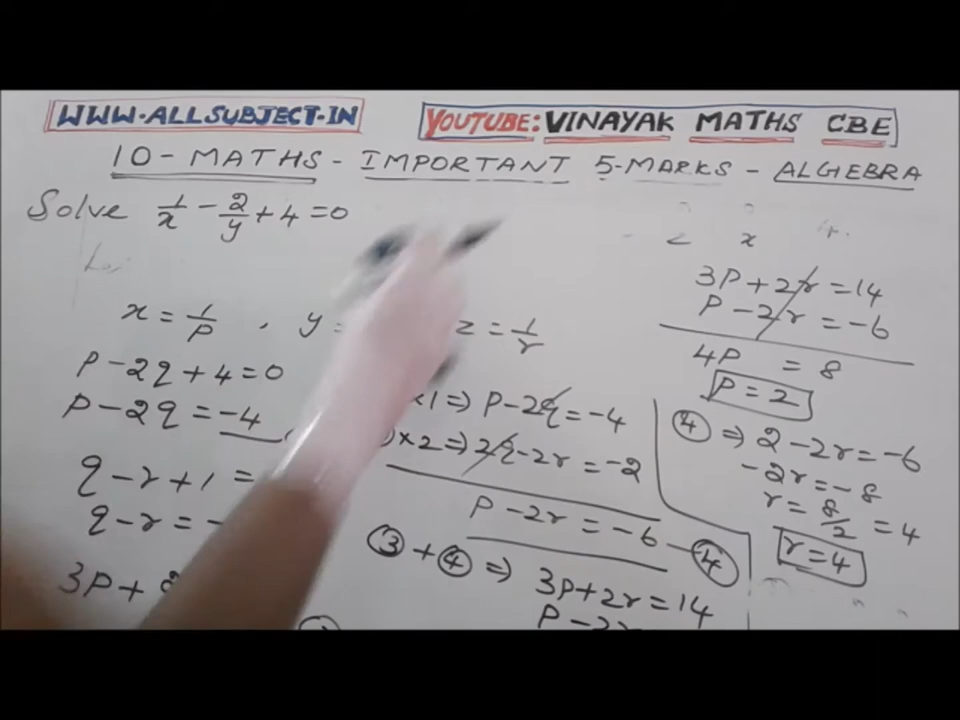 WWW.ALLSUBJECT.IN
YOUTUBE: VINAYAK MATHS CBE
10 - MATHS - IMPORTANT 5-MARKS - ALGEBRA
Solve 1/x - 2/y + 4 = 0
x = 1/p , y = z = 1/r
p - 2q + 4 = 0
p - 2q = -4
q - r + 1 =
q - r = -
3p +
x1 ⇒ p - 2q = -4
x2 ⇒ 2q - 2r = -2
p - 2r = -6 - ④
③ + ④ ⇒ 3p + 2r = 14
3p + 2r = 14
p - 2r = -6
4p = 8
p = 2
④ ⇒ 2 - 2r = -6
-2r = -8
r = 8/2 = 4
r = 4